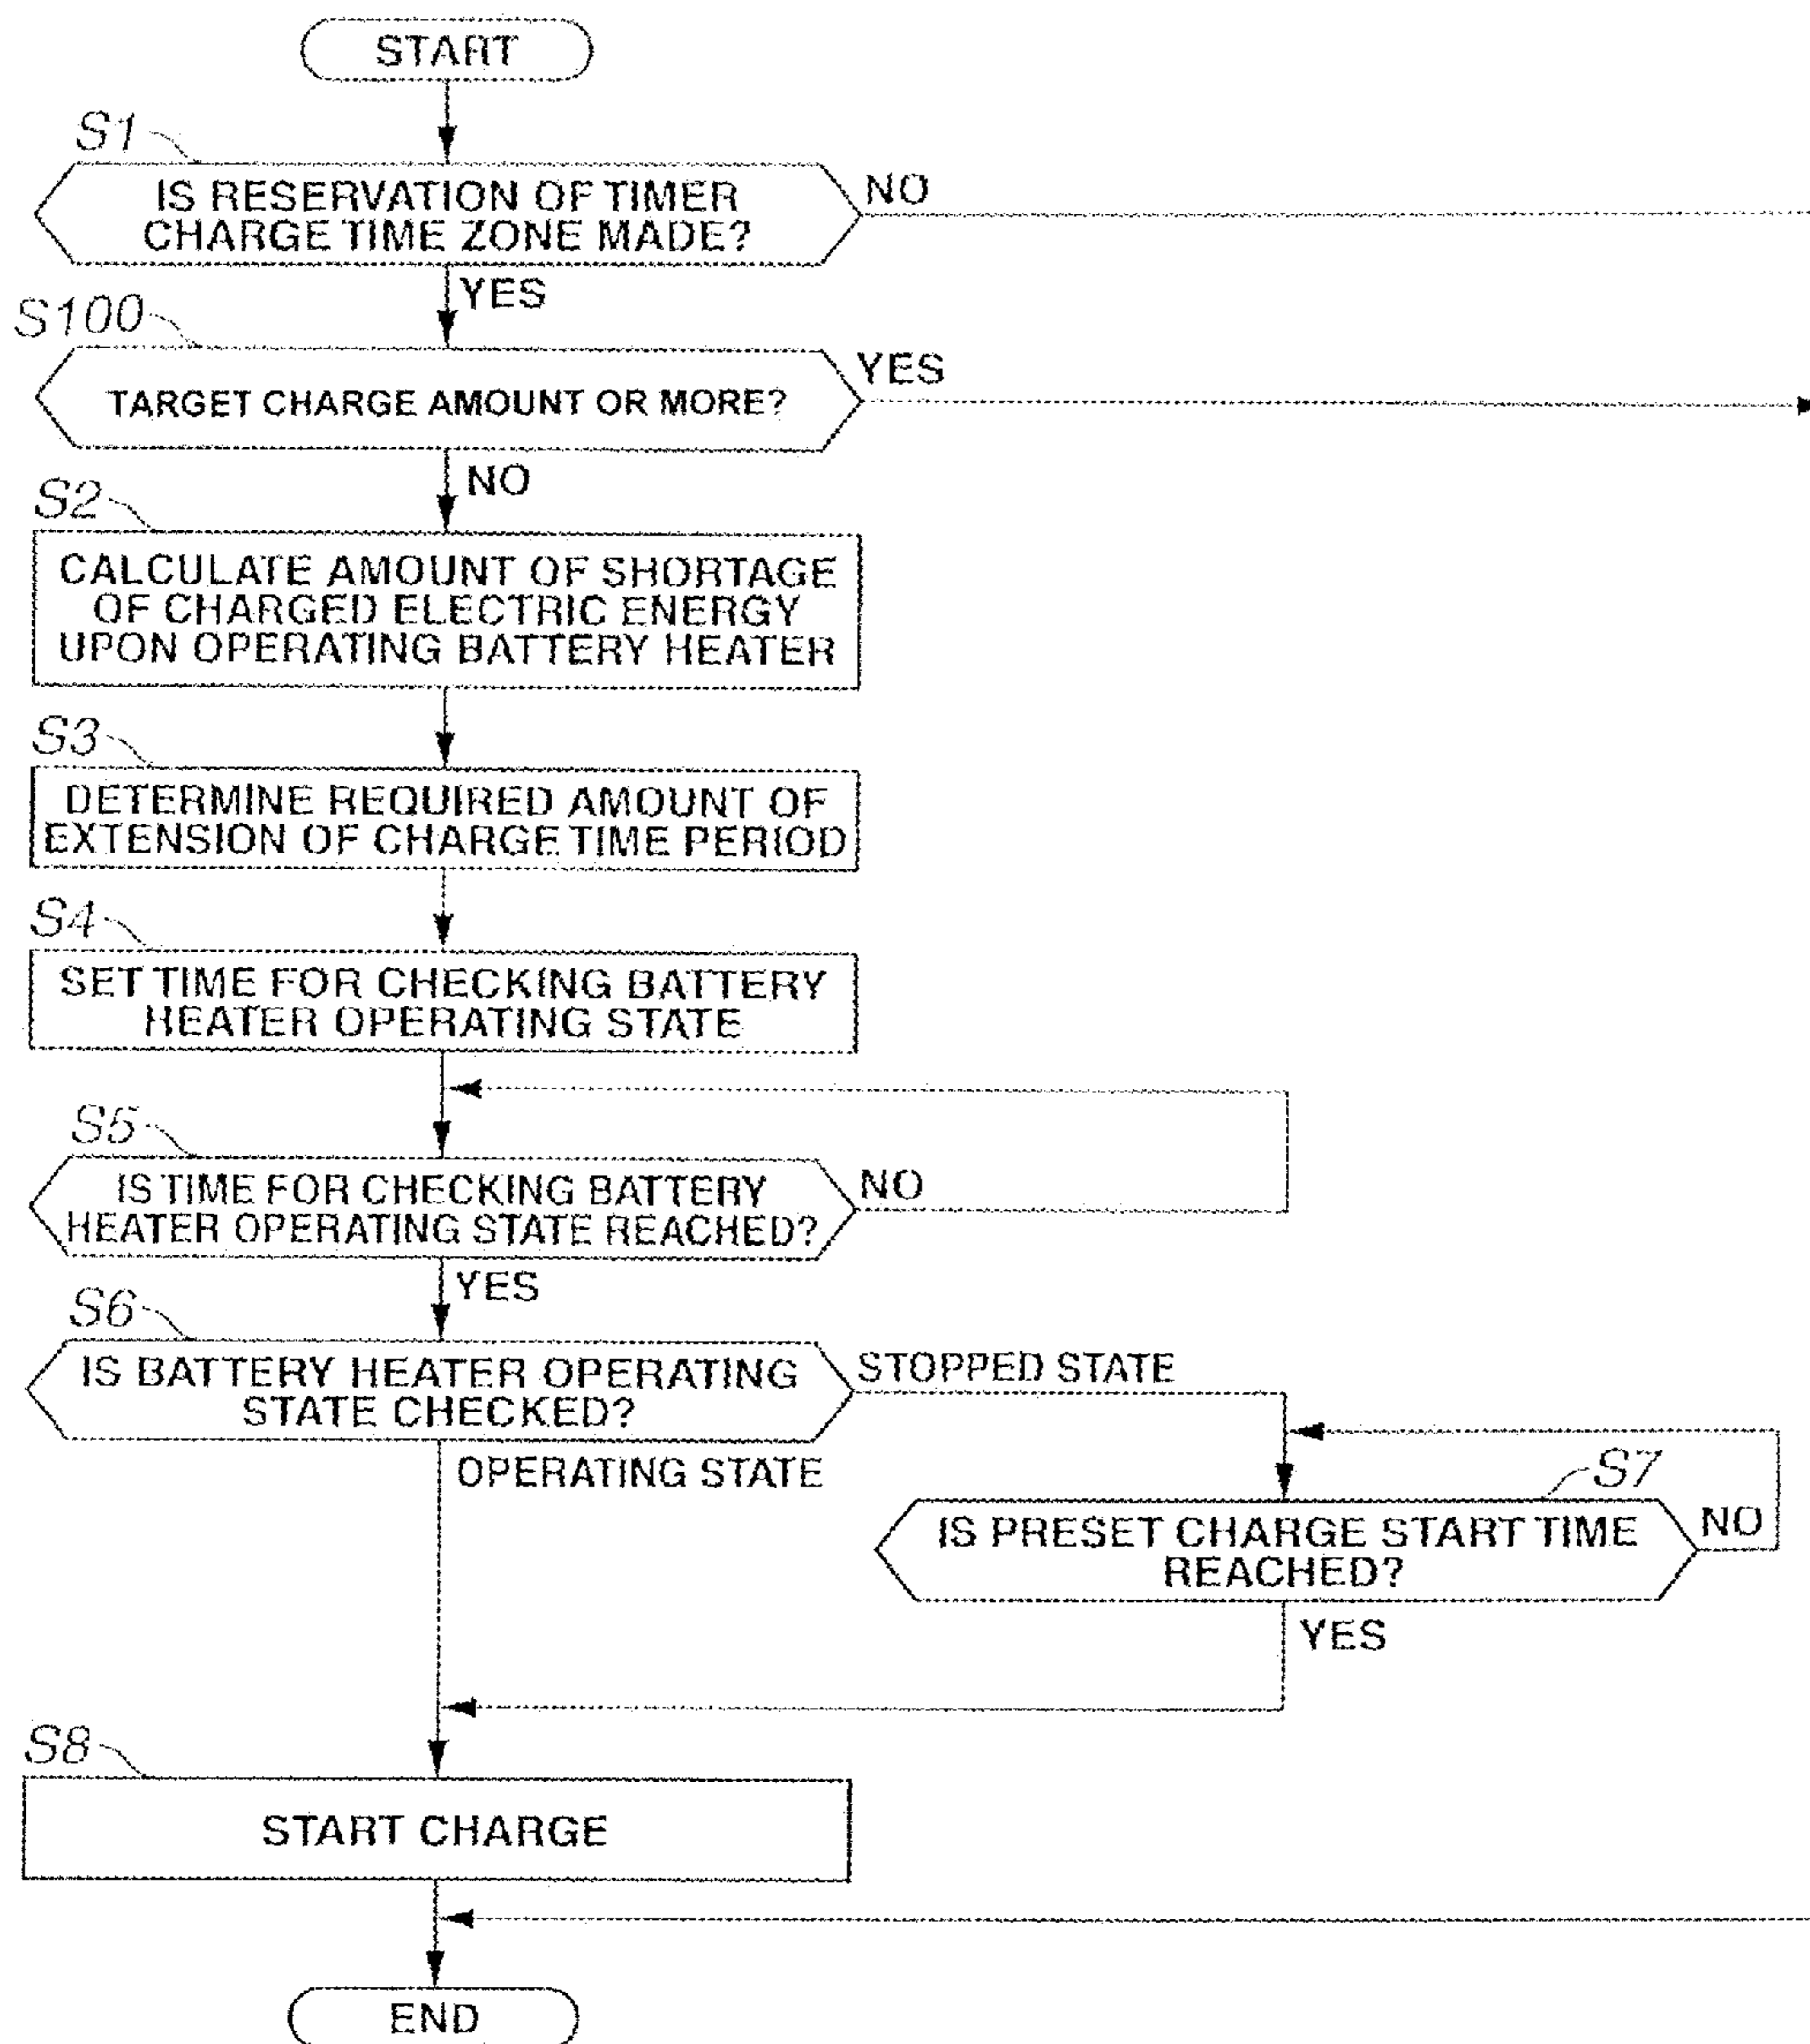 START
S1
IS RESERVATION OF TIMER
CHARGE TIME ZONE MADE?
NO
YES
S100
TARGET CHARGE AMOUNT OR MORE?
YES
NO
S2
CALCULATE AMOUNT OF SHORTAGE
OF CHARGED ELECTRIC ENERGY
UPON OPERATING BATTERY HEATER
S3
DETERMINE REQUIRED AMOUNT OF
EXTENSION OF CHARGE TIME PERIOD
S4
SET TIME FOR CHECKING BATTERY
HEATER OPERATING STATE
S5
IS TIME FOR CHECKING BATTERY
HEATER OPERATING STATE REACHED?
NO
YES
S6
IS BATTERY HEATER OPERATING
STATE CHECKED?
STOPPED STATE
OPERATING STATE
S7
IS PRESET CHARGE START TIME
REACHED?
NO
YES
S8
START CHARGE
END